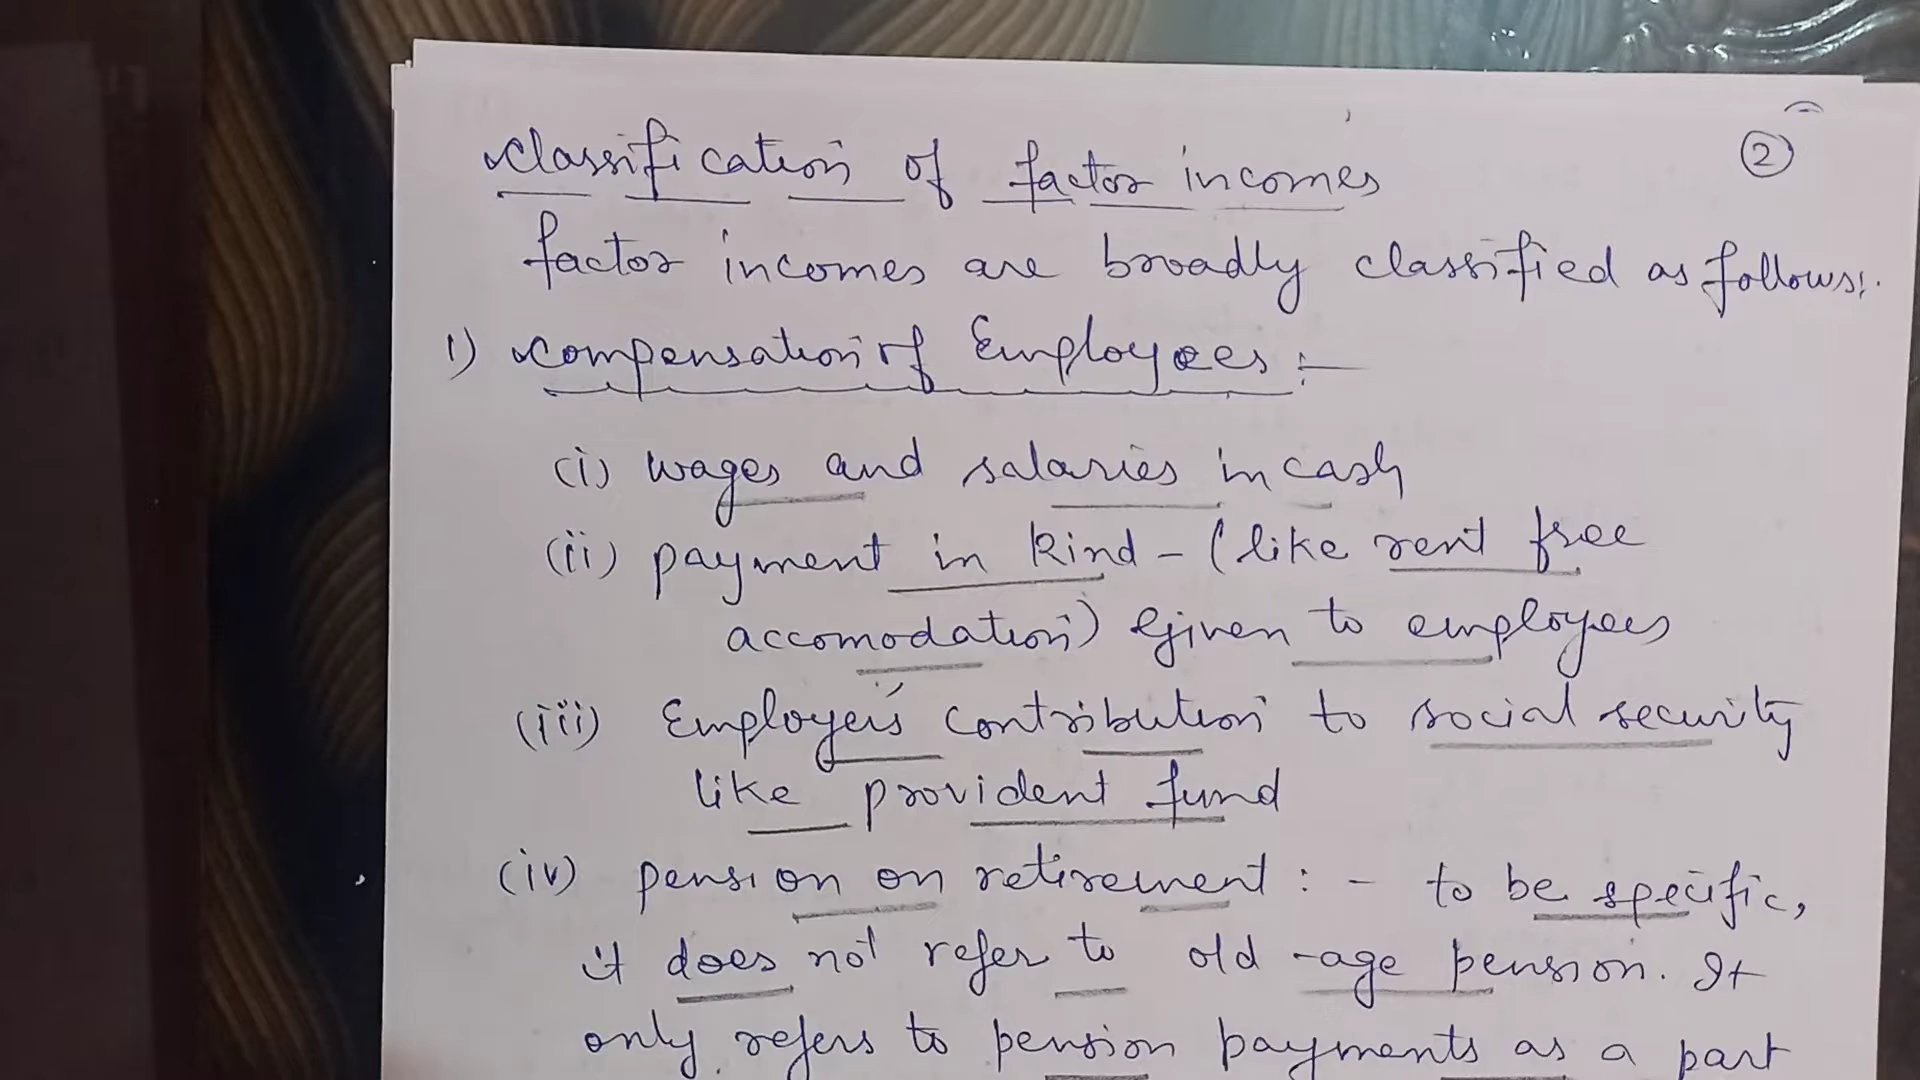 ②
classification of factor incomes
factor incomes are broadly classified as follows:.
1) compensation of Employees :-
(i) wages and salaries in cash
(ii) payment in kind - (like rent free
accomodation) given to employees
(iii) Employer's contribution to social security
like provident fund
(iv) pension on retirement : - to be specific,
it does not refer to old -age pension. It
only refers to pension payments as a part